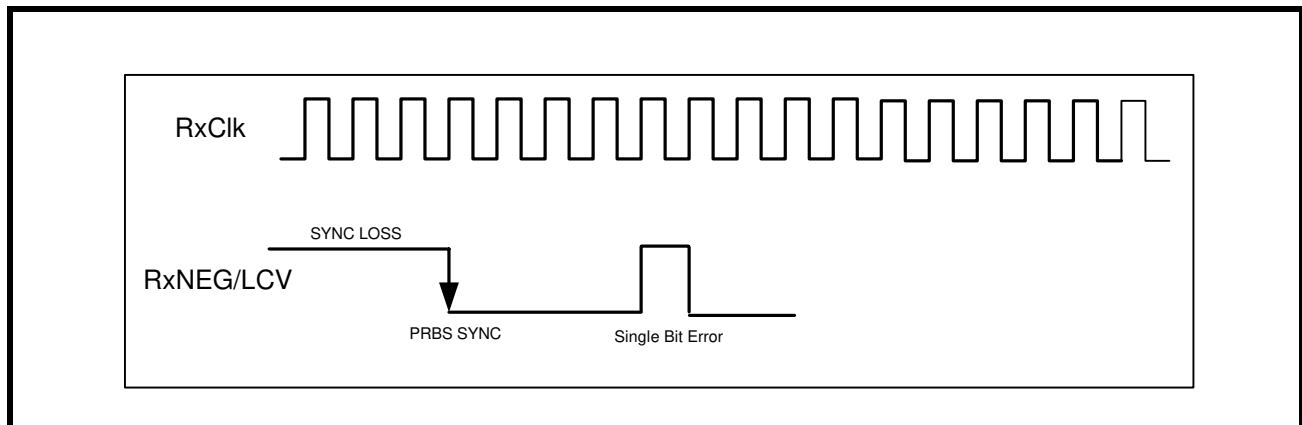 RxClk
SYNC LOSS
RxNEG/LCV
PRBS SYNC
Single Bit Error